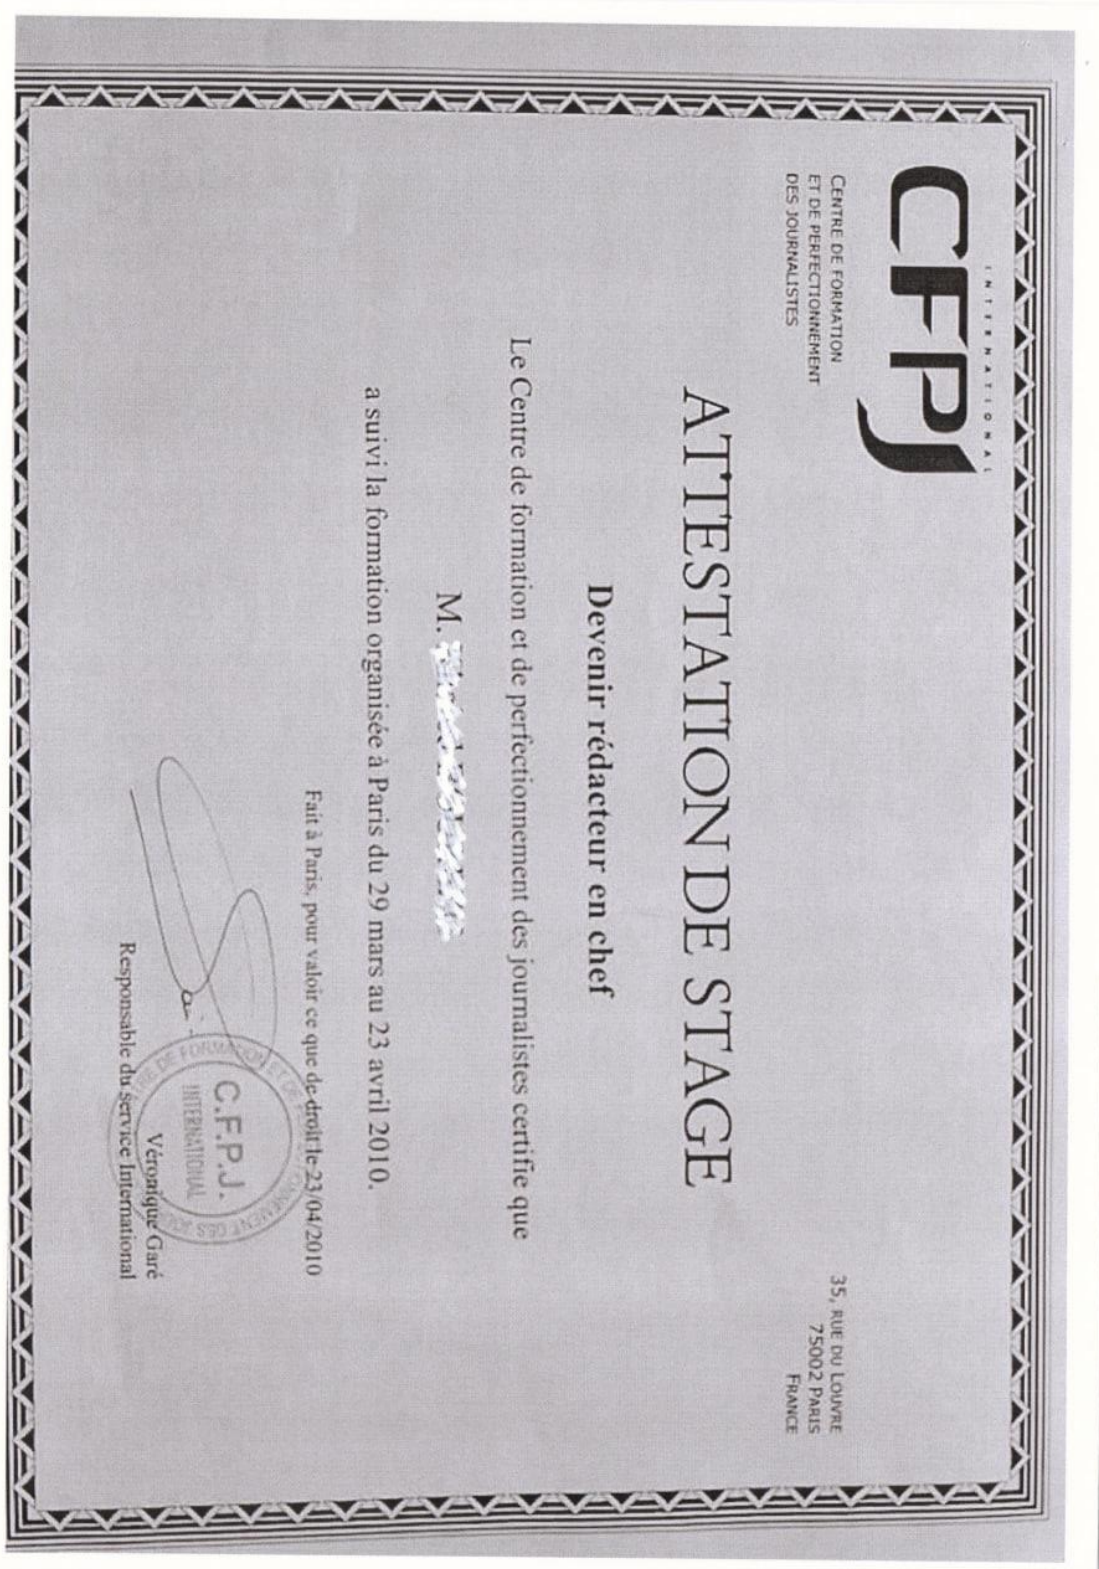 INTERNATIONAL
CFPJ
CENTRE DE FORMATION
ET DE PERFECTIONNEMENT
DES JOURNALISTES
35, RUE DU LOUVRE
75002 PARIS
FRANCE
ATTESTATION DE STAGE
Devenir rédacteur en chef
Le Centre de formation et de perfectionnement des journalistes certifie que
M.
a suivi la formation organisée à Paris du 29 mars au 23 avril 2010.
Fait à Paris, pour valoir ce que de droit le 23/04/2010
C.F.P.J.
INTERNATIONAL
Véronique Garé
Responsable du service International